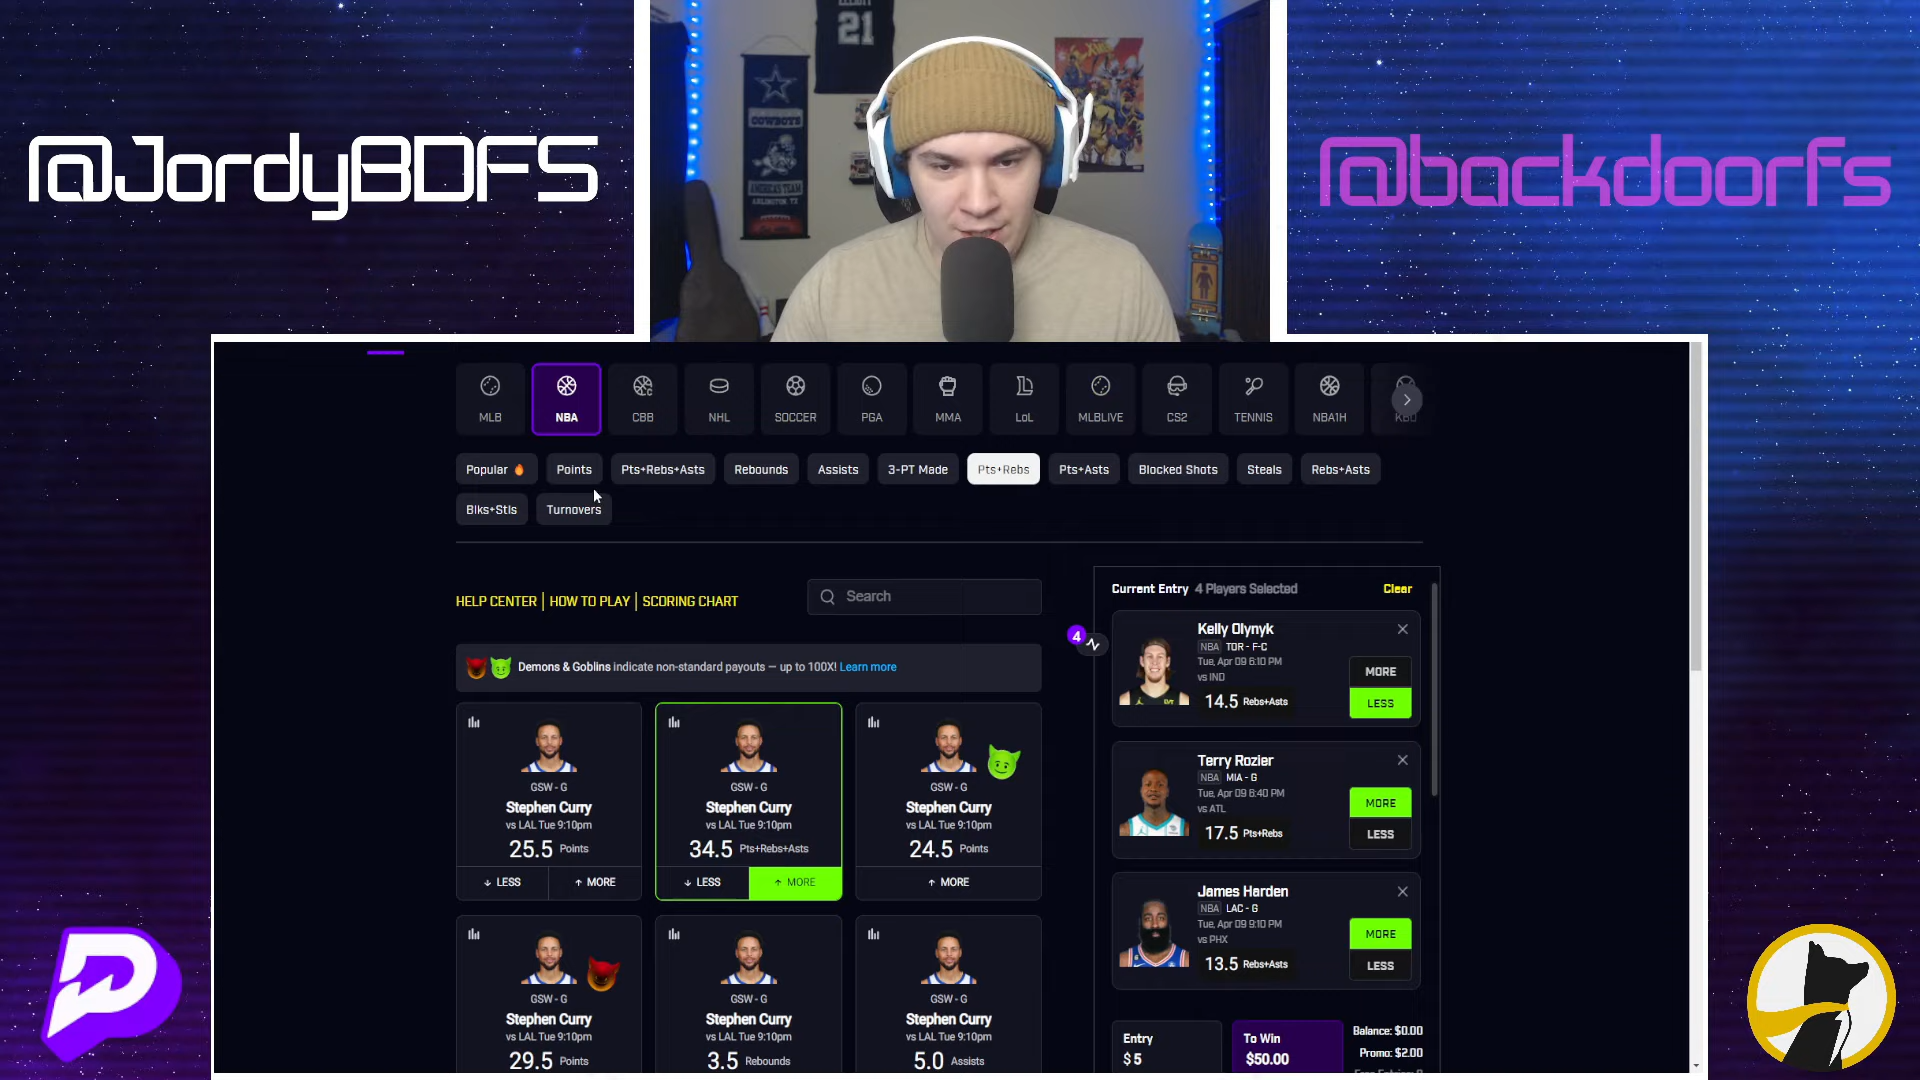 ELLIOTT
21
COWBOYS
AMERICA'S TEAM
ARLINGTON, TX
@JordyBDFS
@backdoorfs
MLB
NBA
CBB
NHL
SOCCER
PGA
MMA
LoL
MLBLIVE
CS2
TENNIS
NBA1H
Popular
Points
Pts+Rebs+Asts
Rebounds
Assists
3-PT Made
Pts+Rebs
Pts+Asts
Blocked Shots
Steals
Rebs+Asts
Blks+Stls
Turnovers
HELP CENTER | HOW TO PLAY | SCORING CHART
Search
Demons & Goblins indicate non-standard payouts — up to 100X! Learn more
GSW - G
Stephen Curry
vs LAL Tue 9:10pm
25.5 Points
LESS
MORE
GSW - G
Stephen Curry
vs LAL Tue 9:10pm
34.5 Pts+Rebs+Asts
LESS
MORE
GSW - G
Stephen Curry
vs LAL Tue 9:10pm
24.5 Points
MORE
GSW - G
Stephen Curry
vs LAL Tue 9:10pm
29.5 Points
GSW - G
Stephen Curry
vs LAL Tue 9:10pm
3.5 Rebounds
GSW - G
Stephen Curry
vs LAL Tue 9:10pm
5.0 Assists
4
Current Entry 4 Players Selected
Clear
Kelly Olynyk
NBA TOR - F-C
Tue, Apr 09 6:10 PM
vs IND
14.5 Rebs+Asts
MORE
LESS
Terry Rozier
NBA MIA - G
Tue, Apr 09 6:40 PM
vs ATL
17.5 Pts+Rebs
MORE
LESS
James Harden
NBA LAC - G
Tue, Apr 09 9:10 PM
vs PHX
13.5 Rebs+Asts
MORE
LESS
Entry
$ 5
To Win
$50.00
Balance: $0.00
Promo: $2.00